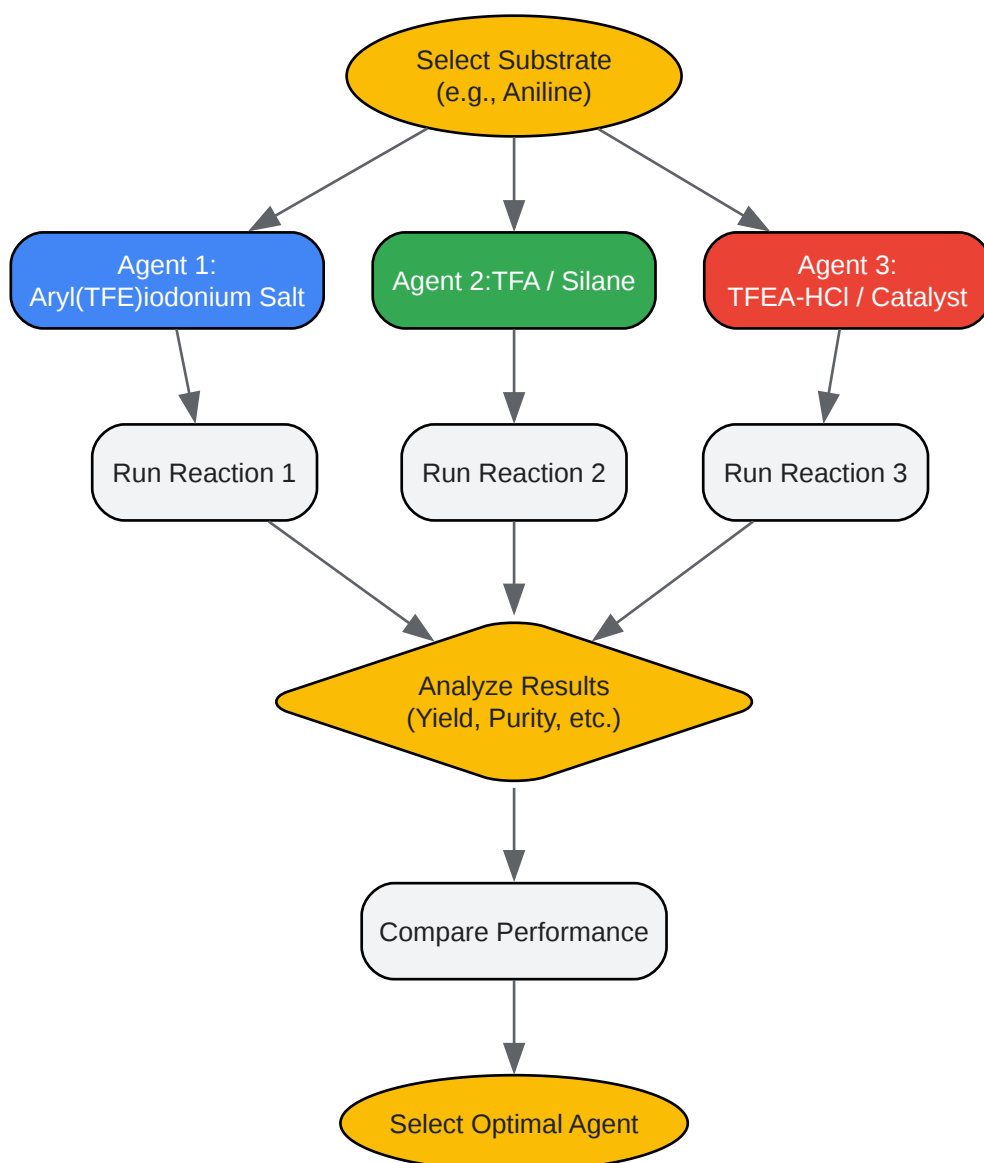 Select Substrate
(e.g., Aniline)
Agent 1:
Aryl(TFE)iodonium Salt
Agent 2:TFA / Silane
Agent 3:
TFEA-HCl / Catalyst
Run Reaction 1
Run Reaction 2
Run Reaction 3
Analyze Results
(Yield, Purity, etc.)
Compare Performance
Select Optimal Agent